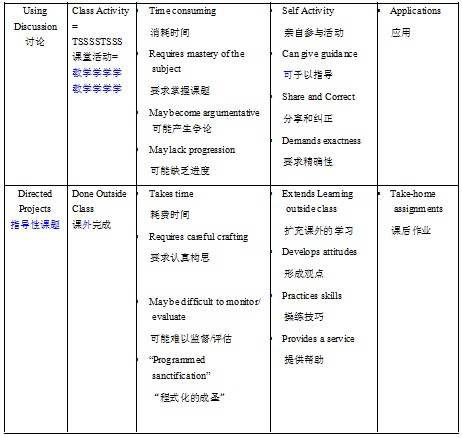 Using
Discussion
讨论
Class Activity
=
TSSSSTSSS
课堂活动=
教学学学学
教学学学学
• Time consuming
消耗时间
• Requires mastery of the
subject
要求掌握课题
• May become argumentative
可能产生争论
• May lack progression
可能缺乏进度
• Self Activity
亲自参与活动
• Can give guidance
可予以指导
• Share and Correct
分享和纠正
• Demands exactness
要求精确性
• Applications
应用
Directed
Projects
指导性课题
Done Outside
Class
课外完成
• Takes time
耗费时间
• Requires careful crafting
要求认真构思
• May be difficult to monitor/
evaluate
可能难以监督/评估
• “Programmed
sanctification”
“程式化的成圣”
• Extends Learning
outside class
扩充课外的学习
• Develops attitudes
形成观点
• Practices skills
操练技巧
• Provides a service
提供帮助
• Take-home
assignments
课后作业